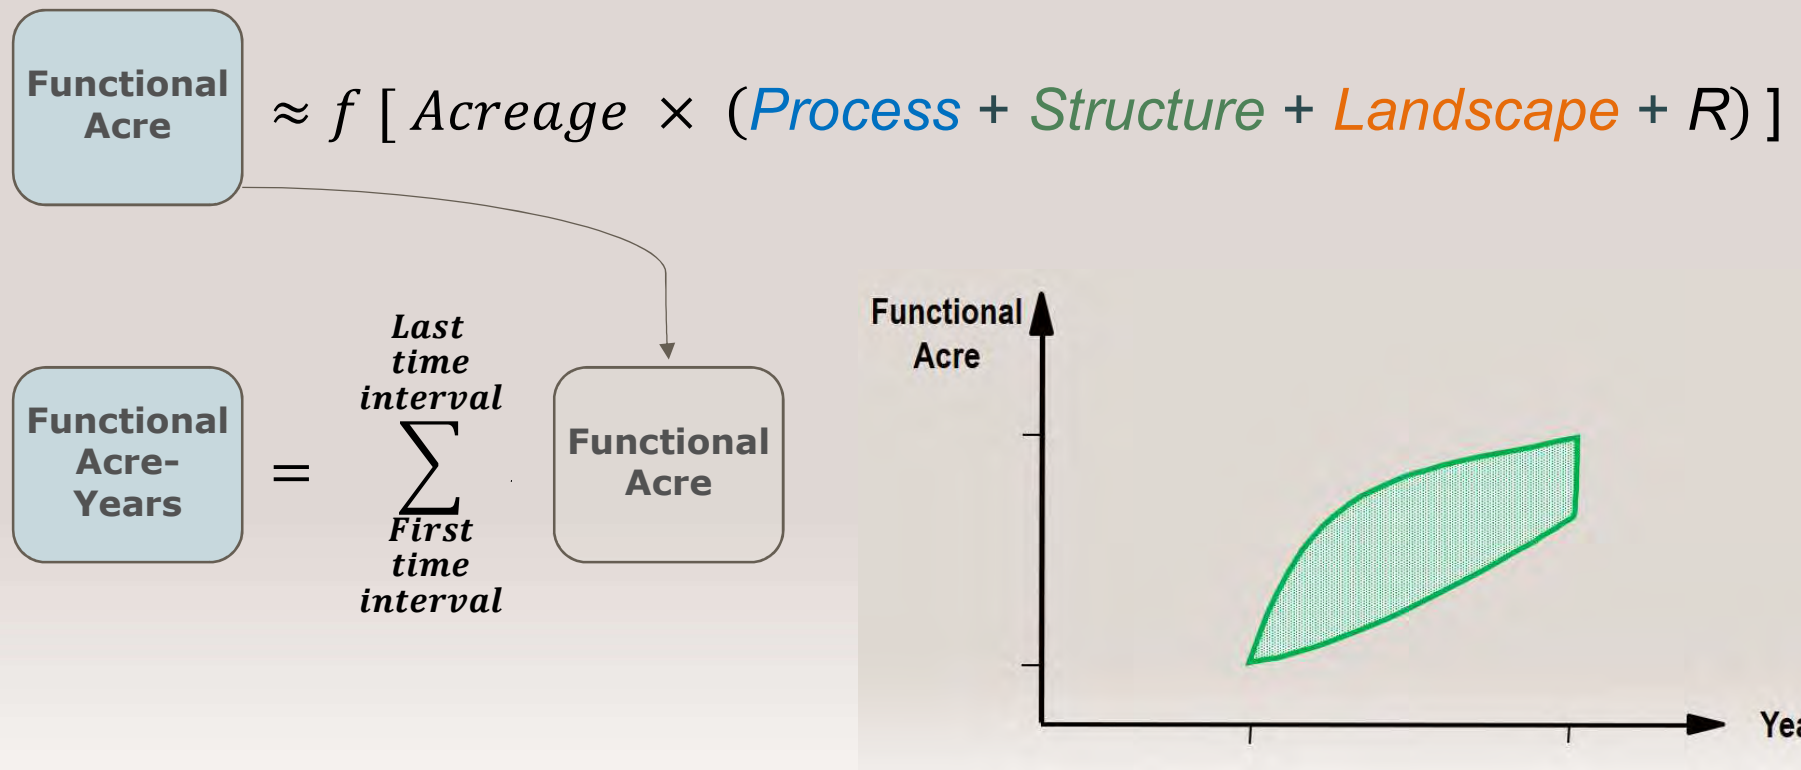 Functional
Acre
≈ f [ Acreage × (Process + Structure + Landscape + R) ]
Functional
Acre-
Years
=
Last
time
interval
∑
First
time
interval
Functional
Acre
Functional
Acre
Yea